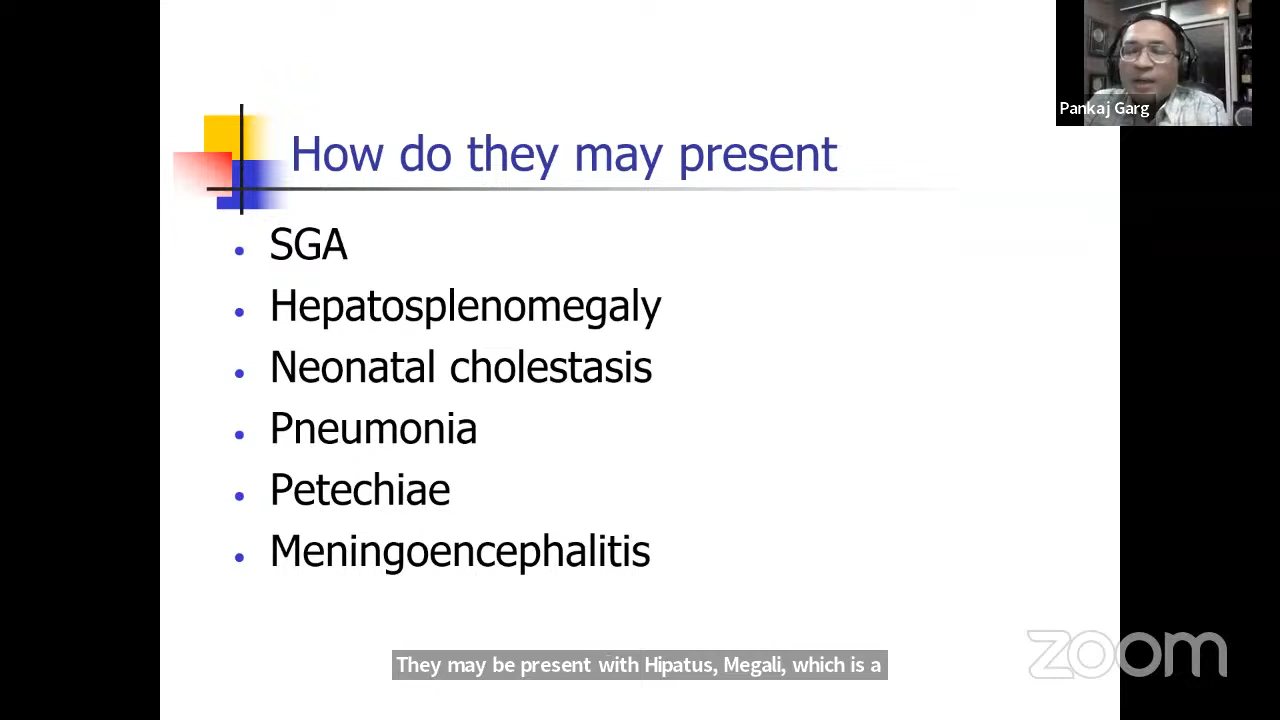 Pankaj Garg
How do they may present
• SGA
• Hepatosplenomegaly
• Neonatal cholestasis
• Pneumonia
• Petechiae
• Meningoencephalitis
They may be present with Hipatus, Megali, which is a
zoom